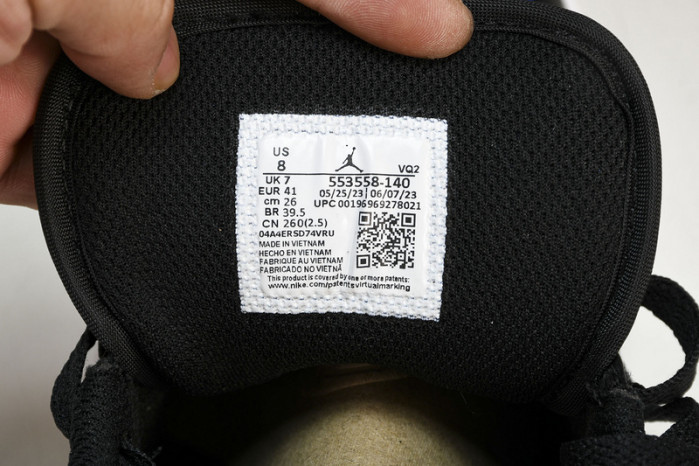 US
8
VQ2
UK 7
EUR 41
cm 26
BR 39.5
CN 260(2.5)
553558-140
05/25/23 06/07/23
UPC 00196969278021
04A4ERSD74VRU
MADE IN VIETNAM
HECHO EN VIETNAM
FABRIQUE AU VIETNAM
FABRICADO NO VIETNÃ
This product is covered by one or more patents:
www.nike.com/patentsvirtualmarking